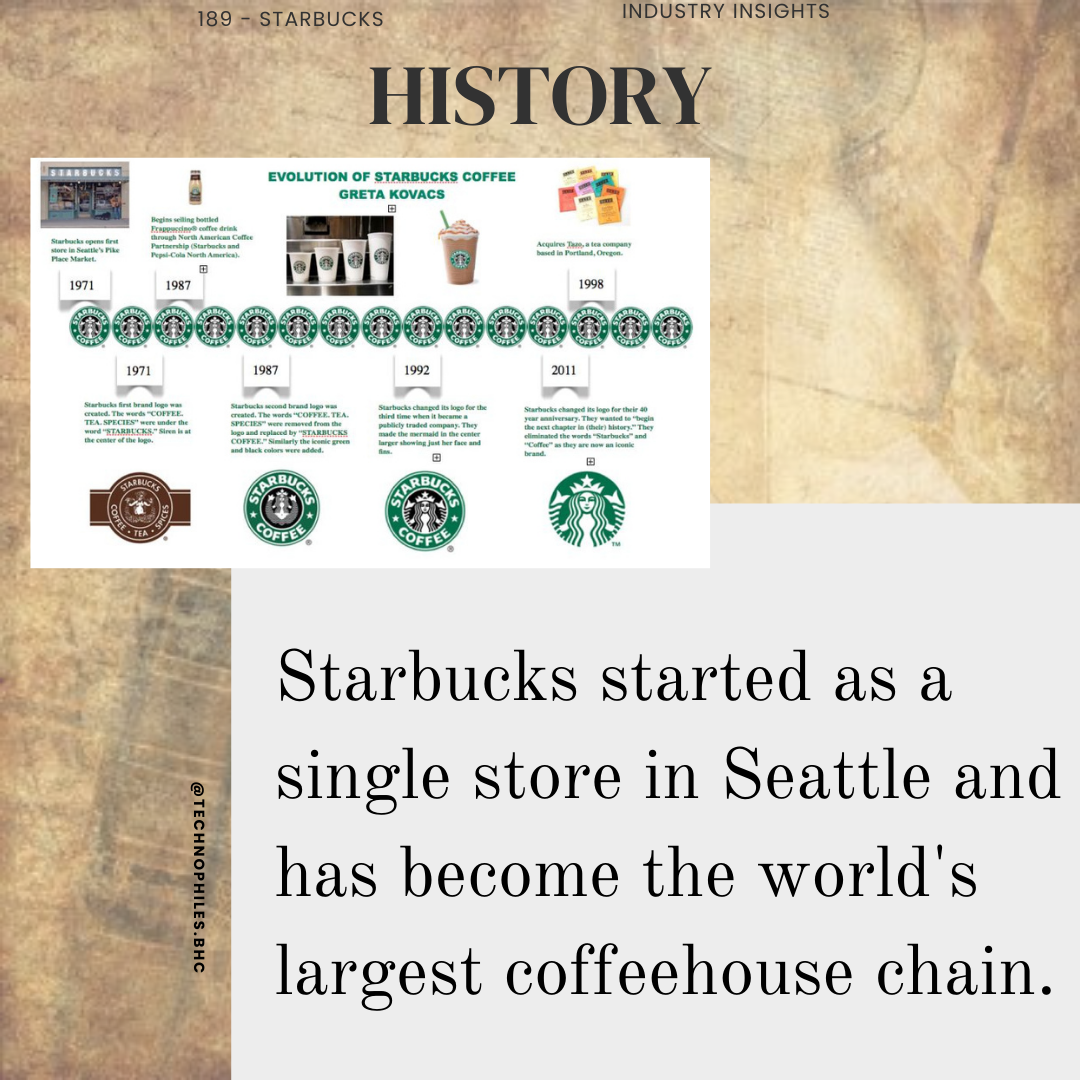 189 - STARBUCKS
INDUSTRY INSIGHTS
HISTORY
STARBUCKS
EVOLUTION OF STARBUCKS COFFEE
GRETA KOVACS
Starbucks opens first
store in Seattle's Pike
Place Market.
Begins selling bottled
Frappuccino® coffee drink
through North American Coffee
Partnership (Starbucks and
Pepsi-Cola North America).
Acquires Tazo, a tea company
based in Portland, Oregon.
1971
1987
1998
1971
1987
1992
2011
Starbucks first brand logo was
created. The words “COFFEE.
TEA. SPECIES” were under the
word “STARBUCKS.” Siren is at
the center of the logo.
Starbucks second brand logo was
created. The words “COFFEE. TEA.
SPECIES” were removed from the
logo and replaced by “STARBUCKS
COFFEE.” Similarly the iconic green
and black colors were added.
Starbucks changed its logo for the
third time when it became a
publicly traded company. They
made the mermaid in the center
larger showing just her face and
fins.
Starbucks changed its logo for their 40
year anniversary. They wanted to “begin
the next chapter in (their) history.” They
eliminated the words “Starbucks” and
“Coffee” as they are now an iconic
brand.
STARBUCKS
COFFEE • TEA • SPICES
®
STARBUCKS
COFFEE
®
STARBUCKS
COFFEE
®
TM
Starbucks started as a
single store in Seattle and
has become the world's
largest coffeehouse chain.
@TECHNOPHILES.BHC